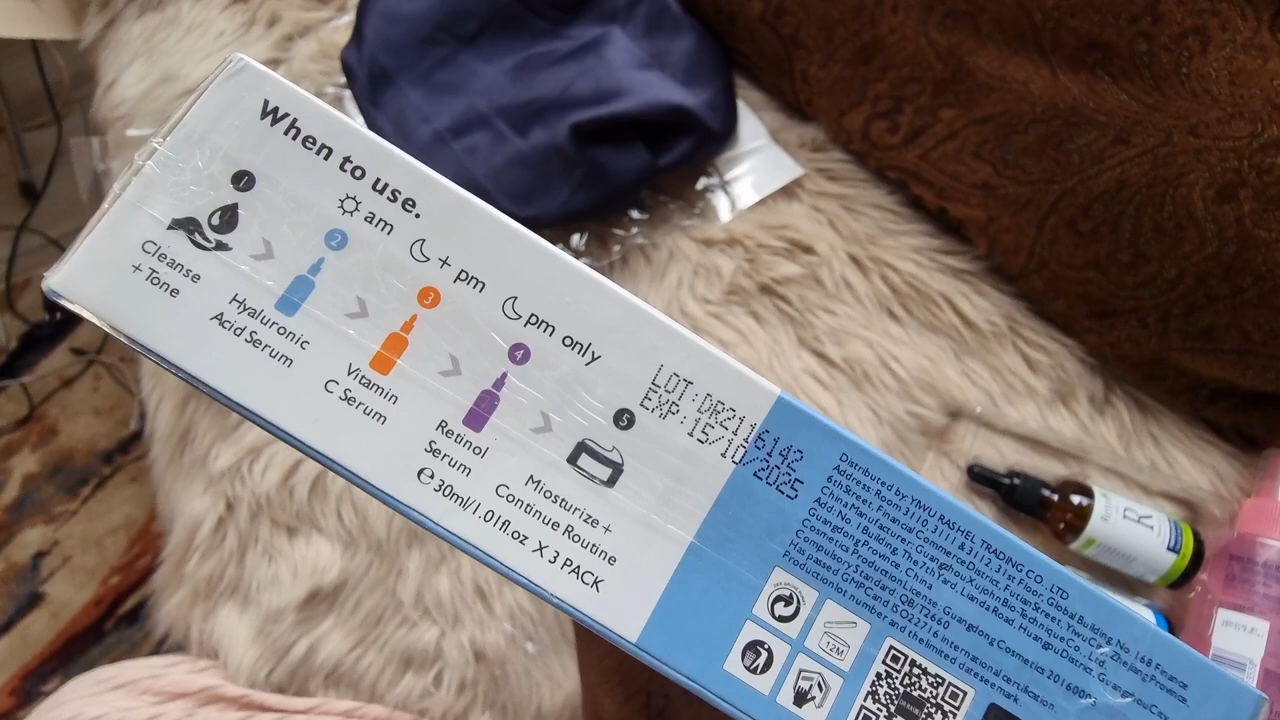 When to use.
am
+ pm
pm only
1
2
3
4
5
Cleanse
+ Tone
Hyaluronic
Acid Serum
Vitamin
C Serum
Retinol
Serum
Miosturize +
Continue Routine
℮30ml/1.01fl.oz X 3 PACK
LOT:DR2116142
EXP:15/10/2025
Distributed by: YIWU RASHEL TRADING CO., LTD
Address: Room 3110, 3111 & 3112, 31st Floor, Global Building No. 168 Finance
6th Street, Financial Commerce District, Futian Street, Yiwu City, Zhejiang Province,
China Manufacturer: Guangzhou Xujohn Bio-Technique Co., Ltd.
Add: No. 1 Building, The 7th Yard, Lianda Road, Huangpu District, Guangzhou City,
Guangdong Province, China
Cosmetics Production License: Guangdong Cosmetics 20160095
Compulsory Standard: QB/T2660
Has passed GMPC and ISO22716 international certification.
Production lot number and the limited date see mark.
12M
R